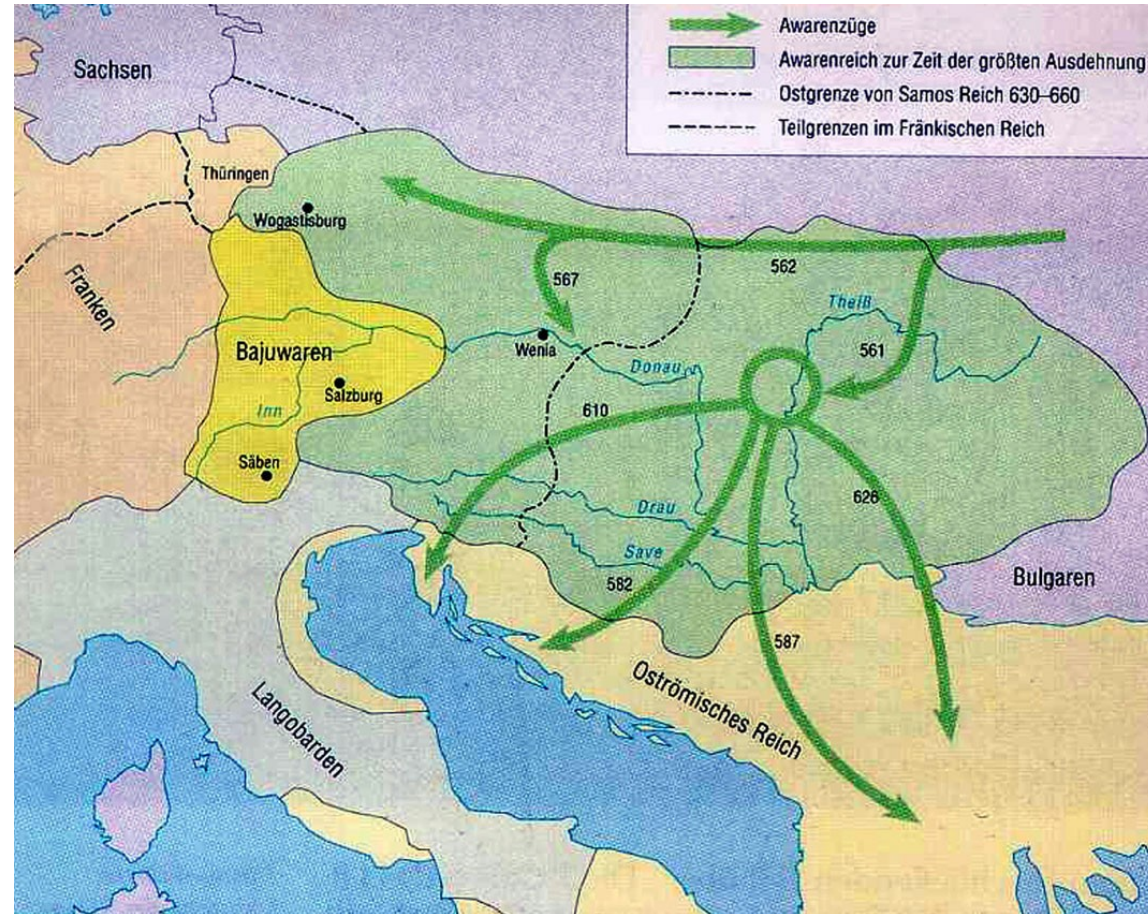 Awarenzüge
Awarenreich zur Zeit der größten Ausdehnung
Ostgrenze von Samos Reich 630–660
Teilgrenzen im Fränkischen Reich
Sachsen
Thüringen
Wogastisburg
Franken
567
562
Theiß
561
Bajuwaren
Wenia
Donau
Salzburg
Inn
610
Säben
626
Drau
Save
582
Bulgaren
587
Oströmisches Reich
Langobarden